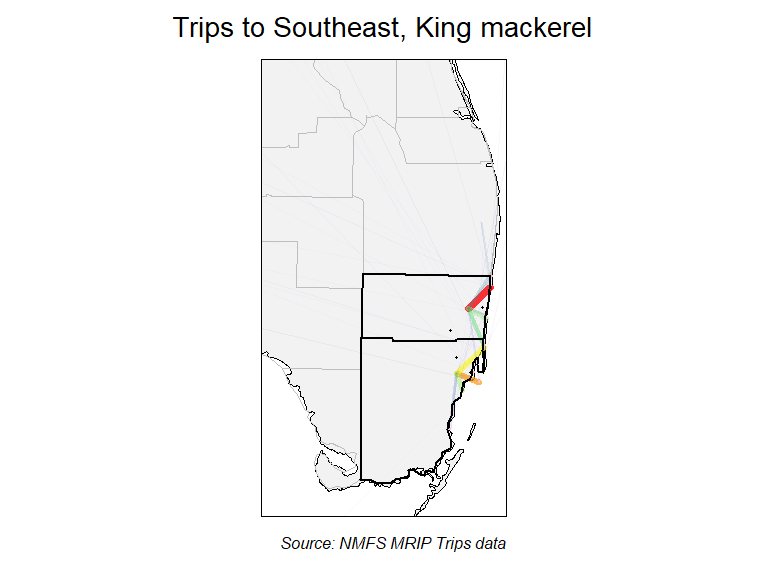 Trips to Southeast, King mackerel
Source: NMFS MRIP Trips data